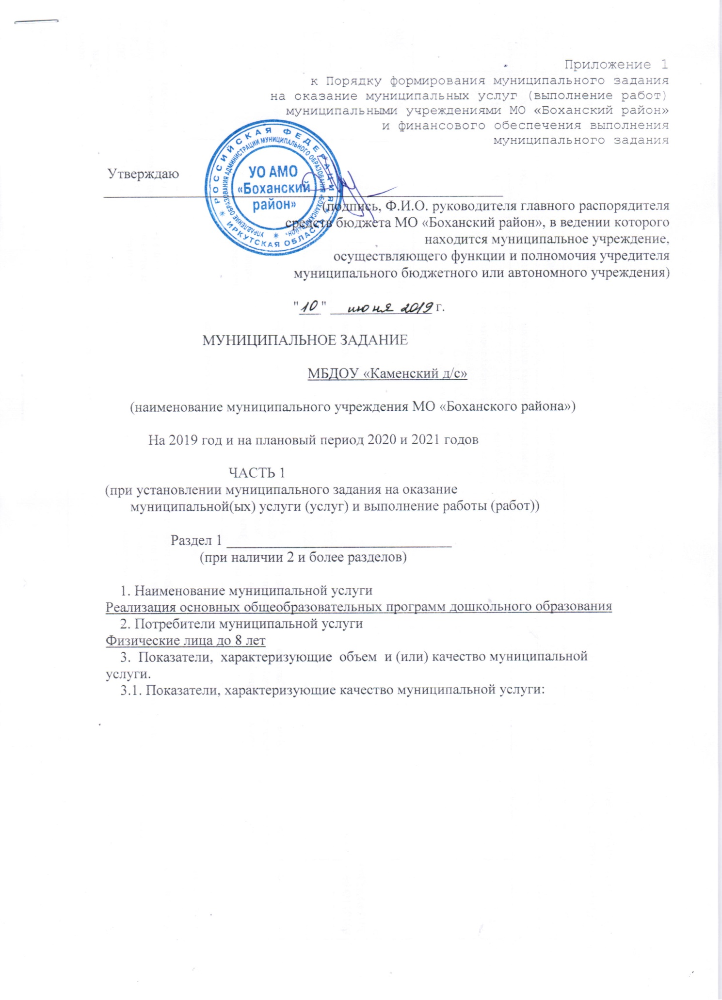 Приложение 1
к Порядку формирования муниципального задания
на оказание муниципальных услуг (выполнение работ)
муниципальными учреждениями МО «Боханский район»
и финансового обеспечения выполнения
муниципального задания
РОССИЙСКАЯ ФЕДЕРАЦИЯ
ИРКУТСКАЯ ОБЛАСТЬ
УПРАВЛЕНИЕ ОБРАЗОВАНИЯ АДМИНИСТРАЦИИ МУНИЦИПАЛЬНОГО ОБРАЗОВАНИЯ «БОХАНСКИЙ РАЙОН»
УО АМО
«Боханский
район»
Утверждаю
(подпись, Ф.И.О. руководителя главного распорядителя
средств бюджета МО «Боханский район», в ведении которого
находится муниципальное учреждение,
осуществляющего функции и полномочия учредителя
муниципального бюджетного или автономного учреждения)
"10" июня 2019 г.
МУНИЦИПАЛЬНОЕ ЗАДАНИЕ
МБДОУ «Каменский д/с»
(наименование муниципального учреждения МО «Боханского района»)
На 2019 год и на плановый период 2020 и 2021 годов
ЧАСТЬ 1
(при установлении муниципального задания на оказание
муниципальной(ых) услуги (услуг) и выполнение работы (работ))
Раздел 1 ______________________________
(при наличии 2 и более разделов)
1. Наименование муниципальной услуги
Реализация основных общеобразовательных программ дошкольного образования
2. Потребители муниципальной услуги
Физические лица до 8 лет
3. Показатели, характеризующие объем и (или) качество муниципальной
услуги.
3.1. Показатели, характеризующие качество муниципальной услуги: